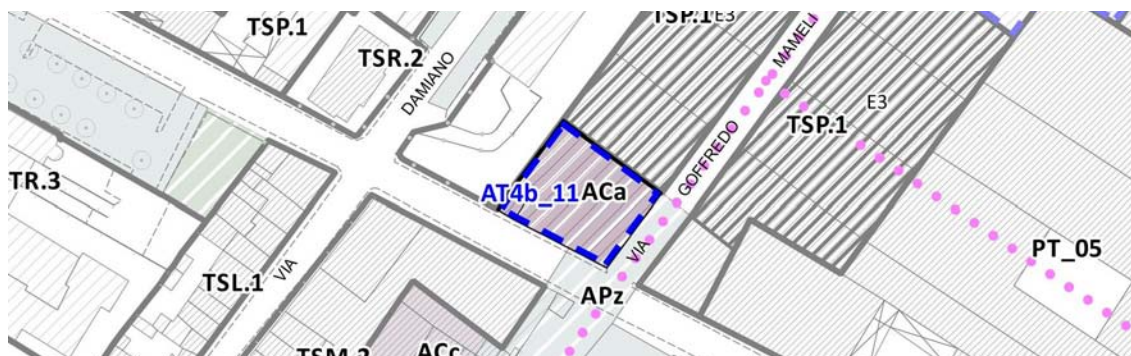 TSP.1
E3
TSP.1
MAMELI
TSR.2
DAMIANO
E3
TSP.1
GOFFREDO
TR.3
AT4b_11
ACa
VIA
PT_05
TSL.1
VIA
APz
TSM.2
ACc